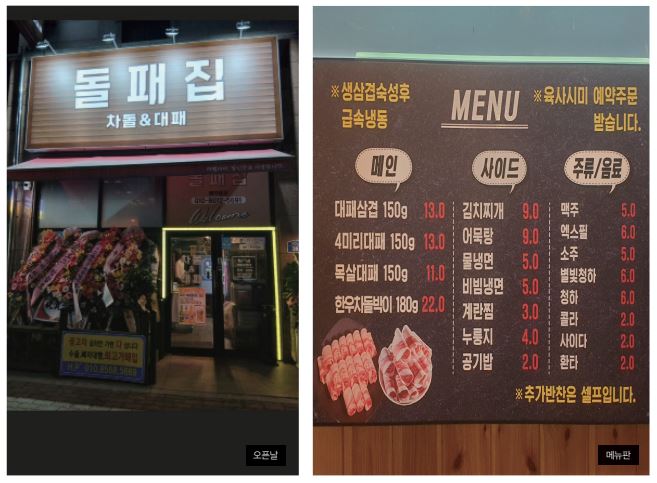 돌패집
차돌&대패
돌패집
Welcome
오픈날
※생삼겹숙성후
급속냉동
MENU
※육사시미 예약주문
받습니다.
메인
대패삼겹 150g 13.0
4미리대패 150g 13.0
목살대패 150g 11.0
한우차돌박이 180g 22.0
사이드
김치찌개 9.0
어묵탕 9.0
물냉면 5.0
비빔냉면 5.0
계란찜 3.0
누룽지 4.0
공기밥 2.0
주류/음료
맥주 5.0
엑스필 6.0
소주 5.0
별빛청하 6.0
청하 6.0
콜라 2.0
사이다 2.0
환타 2.0
※추가반찬은 셀프입니다.
메뉴판